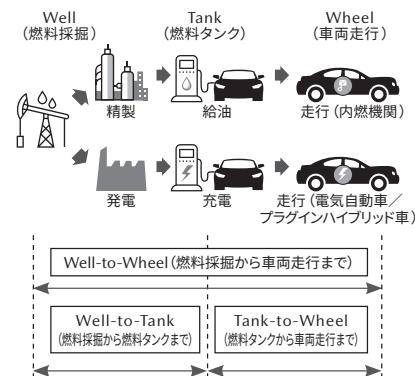 Well
（燃料採掘）
Tank
（燃料タンク）
Wheel
（車両走行）
精製
給油
走行（内燃機関）
発電
充電
走行（電気自動車／
プラグインハイブリッド車）
Well-to-Wheel（燃料採掘から車両走行まで）
Well-to-Tank
（燃料採掘から燃料タンクまで）
Tank-to-Wheel
（燃料タンクから車両走行まで）